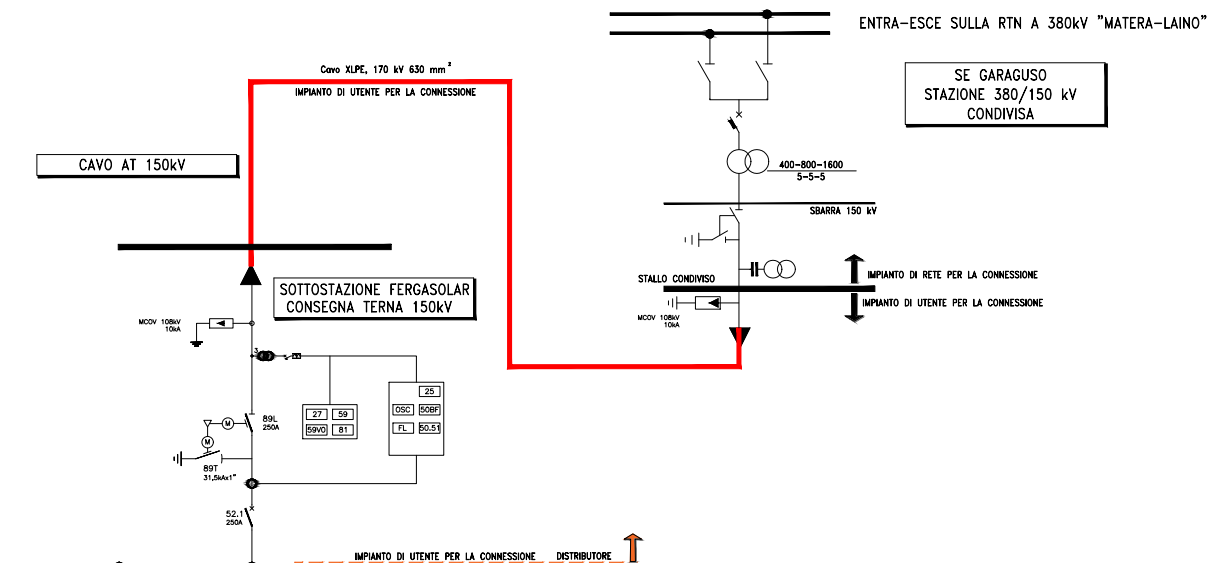 ENTRA-ESCE SULLA RTN A 380kV "MATERA-LAINO"
Cavo XLPE, 170 kV 630 mm²
IMPIANTO DI UTENTE PER LA CONNESSIONE
SE GARAGUSO
STAZIONE 380/150 kV
CONDIVISA
CAVO AT 150kV
400-800-1600
5-5-5
SBARRA 150 kV
STALLO CONDIVISO
IMPIANTO DI RETE PER LA CONNESSIONE
IMPIANTO DI UTENTE PER LA CONNESSIONE
MCOV 108kV
10kA
SOTTOSTAZIONE FERGASOLAR
CONSEGNA TERNA 150kV
MCOV 108kV
10kA
3
25
27 59
OSC 50BF
59VO 81
FL 50.51
M
89L
250A
M
89T
31,5kAx1"
52.1
250A
IMPIANTO DI UTENTE PER LA CONNESSIONE DISTRIBUTORE